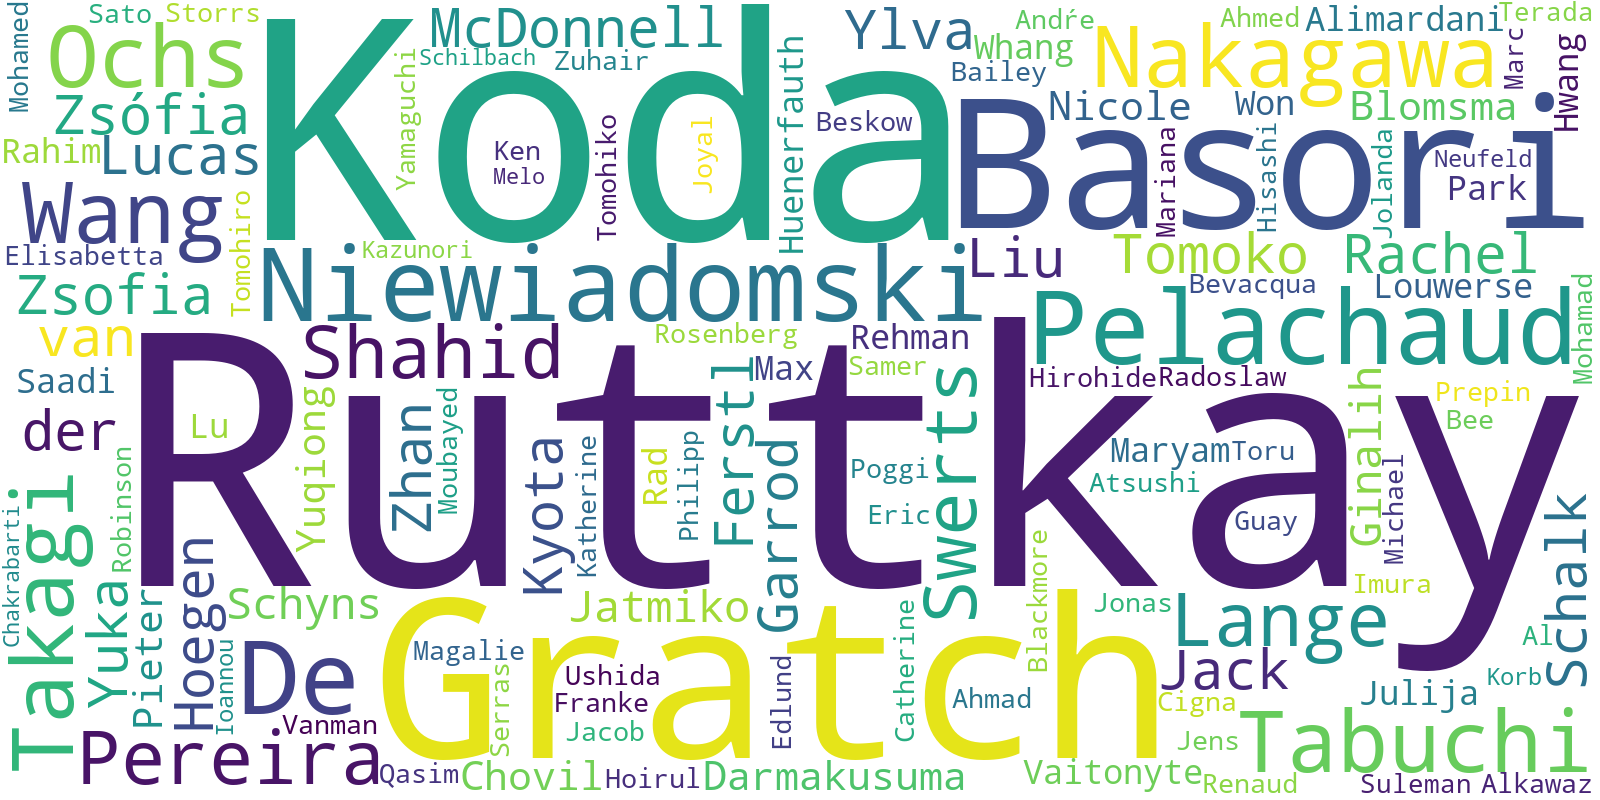 Mohamed
Sato
Storrs
Ochs
Koda
McDonnell
Schilbach
Zuhair
Ylva
Andŕe
Whang
Bailey
Ahmed
Alimardani
Terada
Nakagawa
Marc
Hwang
Zsófia
Rahim
Lucas
Yamaguchi
Ken
Melo
Tomohiko
Joyal
Huenerfauth
Beskow
Basori
Nicole
Won
Blomsma
Mariana
Hisashi
Jolanda
Neufeld
Park
Wang
Elisabetta
Tomohiro
Kazunori
Niewiadomski
Liu
Tomoko
Rachel
Bevacqua
Louwerse
Mohamad
Zsofia
van
Saadi
der
Lu
Shahid
Rosenberg
Max
Rehman
Samer
Pelachaud
Hirohide
Radoslaw
Prepin
Bee
Ruttkay
Yuqiong
Zhan
Moubayed
Kyota
Katherine
Rad
Philipp
Ferstl
Garrod
Poggi
Eric
Swerts
Maryam
Toru
Atsushi
Guay
Ginalih
Michael
Imura
Schalk
Takagi
Chakrabarti
Robinson
Yuka
Pieter
Hoegen
Ioannou
Schyns
De
Vanman
Pereira
Qasim
Magalie
Serras
Gratch
Jatmiko
Ushida
Franke
Jacob
Edlund
Catherine
Ahmad
Blackmore
Jonas
Lange
Jack
Cigna
Jens
Al
Korb
Julija
Tabuchi
Chovil
Hoirul
Darmakusuma
Vaitonyte
Renaud
Suleman
Alkawaz